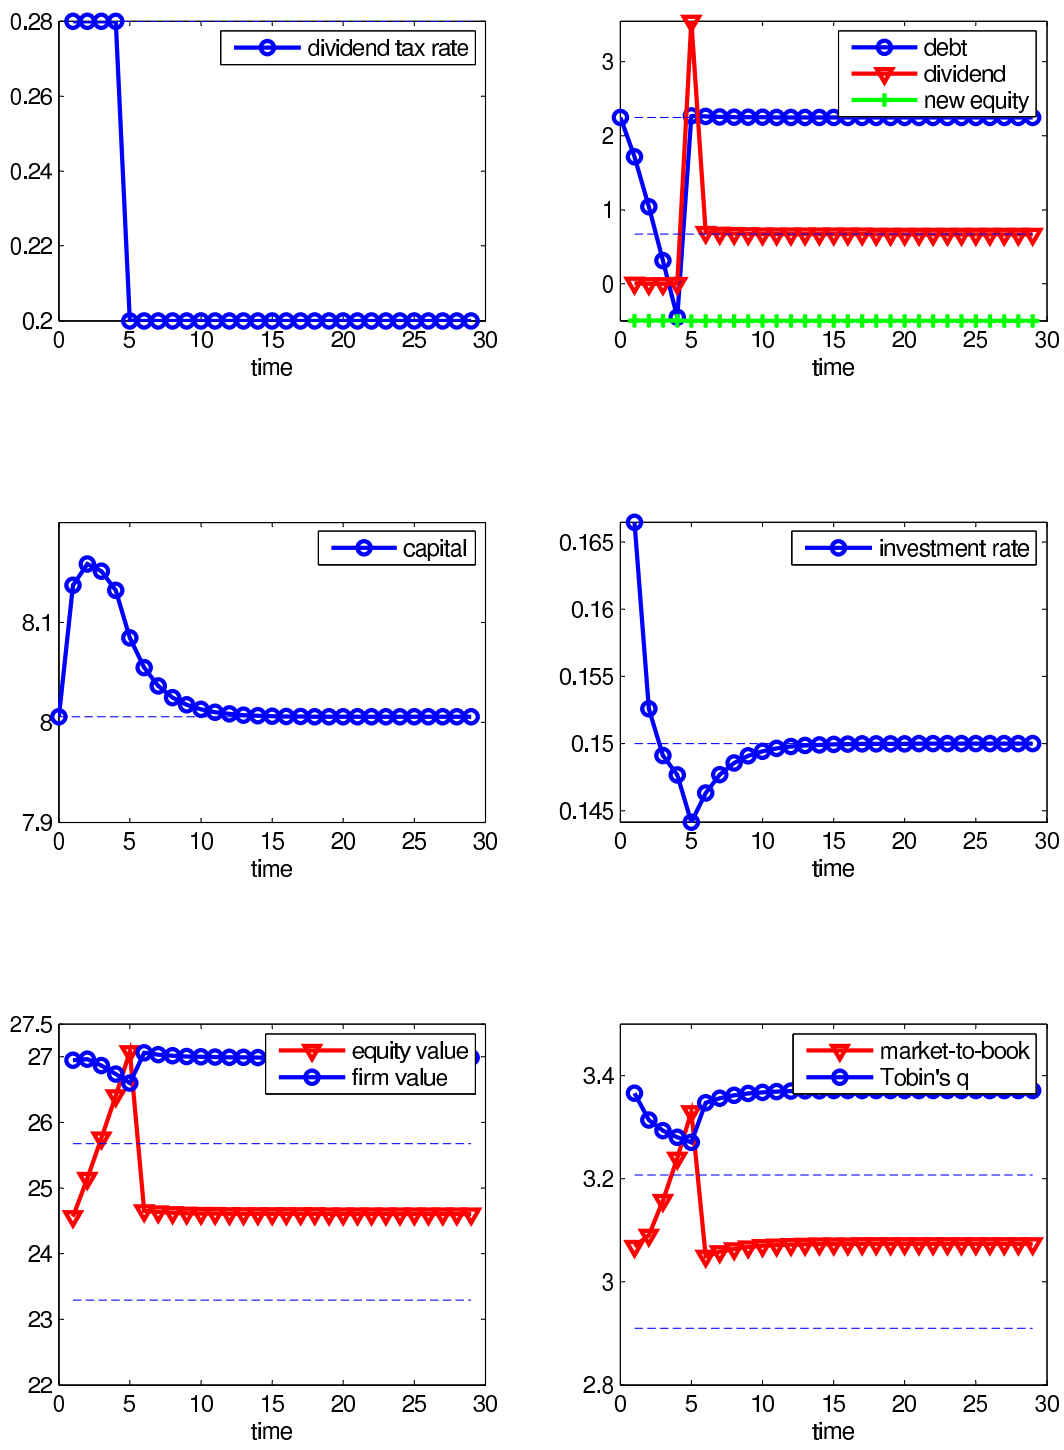 0.28
0.26
0.24
0.22
0.2
0 5 10 15 20 25 30
time
dividend tax rate
3
2
1
0
0 5 10 15 20 25 30
time
debt
dividend
new equity
8.1
8
7.9
0 5 10 15 20 25 30
time
capital
0.165
0.16
0.155
0.15
0.145
0 5 10 15 20 25 30
time
investment rate
27.5
27
26
25
24
23
22
0 5 10 15 20 25 30
time
equity value
firm value
3.4
3.2
3
2.8
0 5 10 15 20 25 30
time
market-to-book
Tobin's q